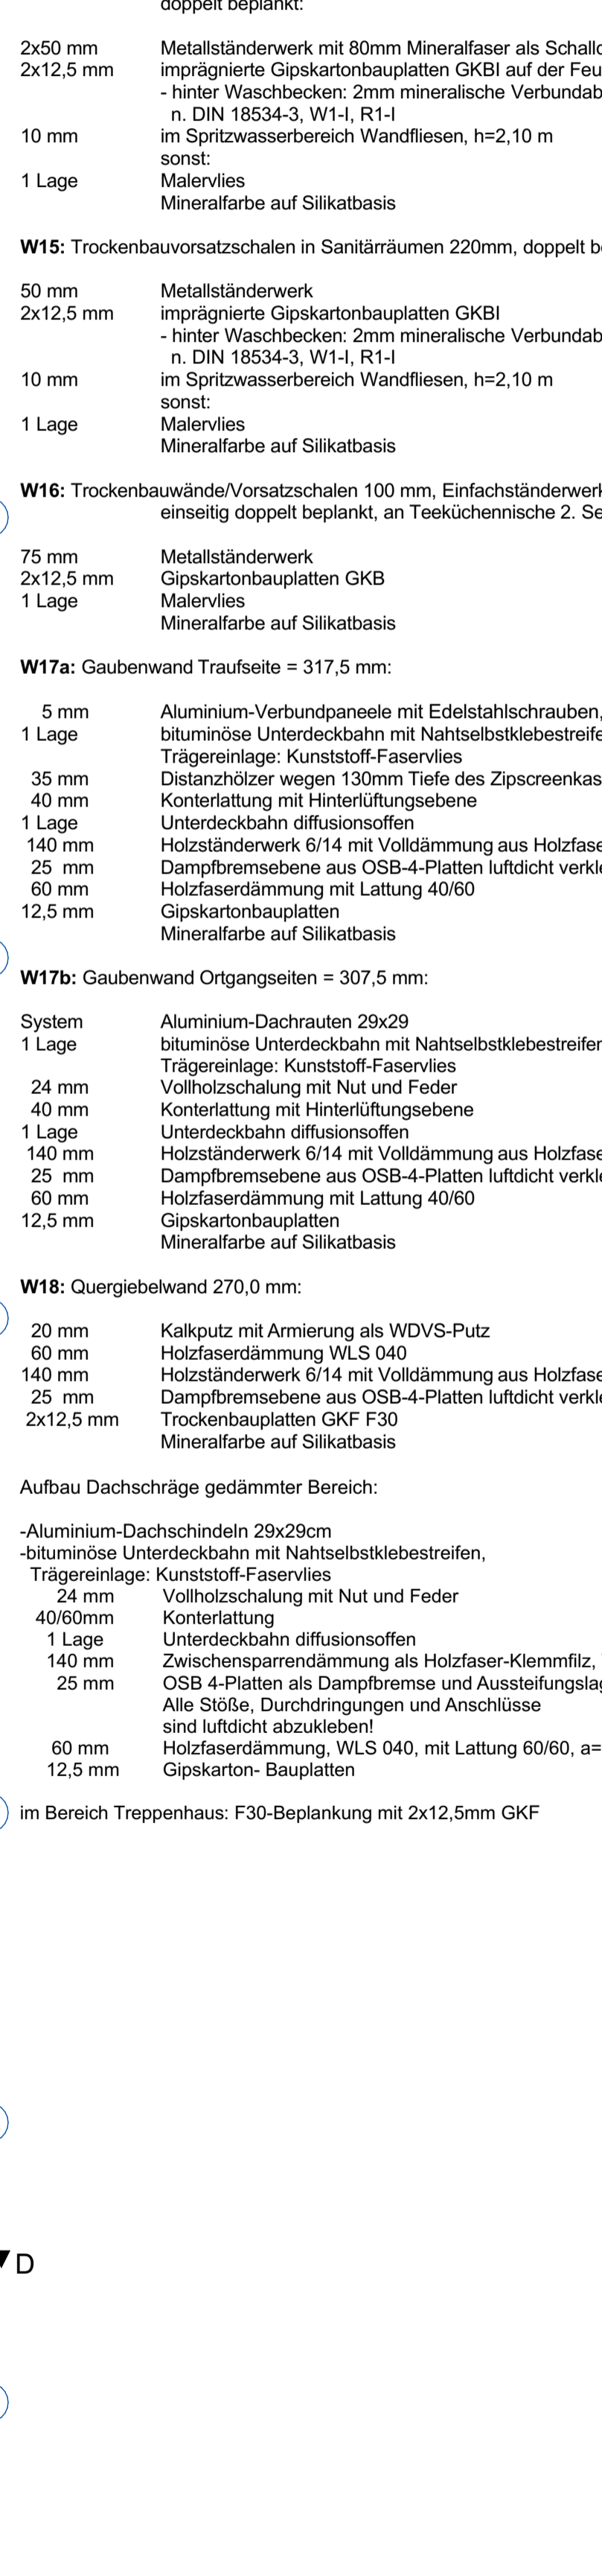 doppelt beplankt:
2x50 mm Metallständerwerk mit 80mm Mineralfaser als
2x12,5 mm imprägnierte Gipskartonbauplatten GKBI auf der
- hinter Waschbecken: 2mm mineralische
n. DIN 18534-3, W1-I, R1-I
10 mm im Spritzwasserbereich Wandfliesen, h=2,10 m
sonst:
1 Lage Malervlies
Mineralfarbe auf Silikatbasis
W15: Trockenbauvorsatzschalen in Sanitärräumen 220mm, doppelt
50 mm Metallständerwerk
2x12,5 mm imprägnierte Gipskartonbauplatten GKBI
- hinter Waschbecken: 2mm mineralische
n. DIN 18534-3, W1-I, R1-I
10 mm im Spritzwasserbereich Wandfliesen, h=2,10 m
sonst:
1 Lage Malervlies
Mineralfarbe auf Silikatbasis
W16: Trockenbauwände/Vorsatzschalen 100 mm, Einfachständerwerk
einseitig doppelt beplankt, an Teeküchennische 2.
75 mm Metallständerwerk
2x12,5 mm Gipskartonbauplatten GKB
1 Lage Malervlies
Mineralfarbe auf Silikatbasis
W17a: Gaubenwand Traufseite = 317,5 mm:
5 mm Aluminium-Verbundpaneele mit Edelstahlschrauben,
1 Lage bituminöse Unterdeckbahn mit
Trägereinlage: Kunststoff-Faservlies
35 mm Distanzhölzer wegen 130mm Tiefe des
40 mm Konterlattung mit Hinterlüftungsebene
1 Lage Unterdeckbahn diffusionsoffen
140 mm Holzständerwerk 6/14 mit Volldämmung aus
25 mm Dampfbremsebene aus OSB-4-Platten luftdicht
60 mm Holzfaserdämmung mit Lattung 40/60
12,5 mm Gipskartonbauplatten
Mineralfarbe auf Silikatbasis
W17b: Gaubenwand Ortgangseiten = 307,5 mm:
System Aluminium-Dachrauten 29x29
1 Lage bituminöse Unterdeckbahn mit Nahtselbstklebestreifen
Trägereinlage: Kunststoff-Faservlies
24 mm Vollholzschalung mit Nut und Feder
40 mm Konterlattung mit Hinterlüftungsebene
1 Lage Unterdeckbahn diffusionsoffen
140 mm Holzständerwerk 6/14 mit Volldämmung aus
25 mm Dampfbremsebene aus OSB-4-Platten luftdicht
60 mm Holzfaserdämmung mit Lattung 40/60
12,5 mm Gipskartonbauplatten
Mineralfarbe auf Silikatbasis
W18: Quergiebelwand 270,0 mm:
20 mm Kalkputz mit Armierung als WDVS-Putz
60 mm Holzfaserdämmung WLS 040
140 mm Holzständerwerk 6/14 mit Volldämmung aus
25 mm Dampfbremsebene aus OSB-4-Platten luftdicht
2x12,5 mm Trockenbauplatten GKF F30
Mineralfarbe auf Silikatbasis
Aufbau Dachschräge gedämmter Bereich:
-Aluminium-Dachschindeln 29x29cm
-bituminöse Unterdeckbahn mit Nahtselbstklebestreifen,
Trägereinlage: Kunststoff-Faservlies
24 mm Vollholzschalung mit Nut und Feder
40/60mm Konterlattung
1 Lage Unterdeckbahn diffusionsoffen
140 mm Zwischensparrendämmung als Holzfaser-Klemmfilz,
25 mm OSB 4-Platten als Dampfbremse und
Alle Stöße, Durchdringungen und Anschlüsse
sind luftdicht abzukleben!
60 mm Holzfaserdämmung, WLS 040, mit Lattung 60/60, a=
12,5 mm Gipskarton- Bauplatten
im Bereich Treppenhaus: F30-Beplankung mit 2x12,5mm GKF
D